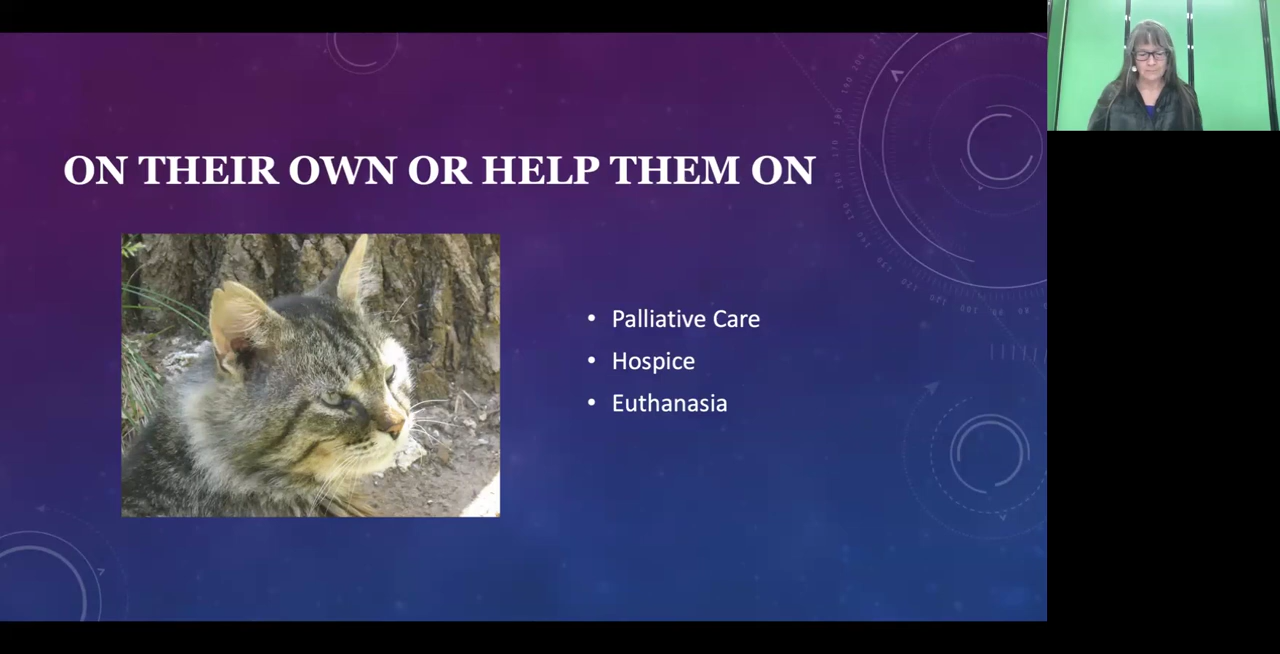 ON THEIR OWN OR HELP THEM ON
• Palliative Care
• Hospice
• Euthanasia